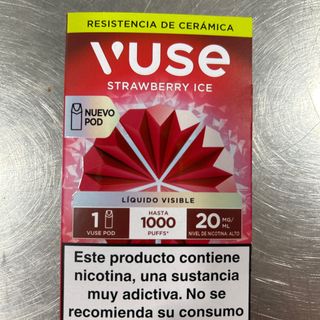 RESISTENCIA DE CERÁMICA
VUSE
STRAWBERRY ICE
NUEVO
POD
LÍQUIDO VISIBLE
1
VUSE POD
HASTA
1000
PUFFS*
20 MG/
ML
NIVEL DE NICOTINA: ALTO
Este producto contiene
nicotina, una sustancia
muy adictiva. No se
recomienda su consumo